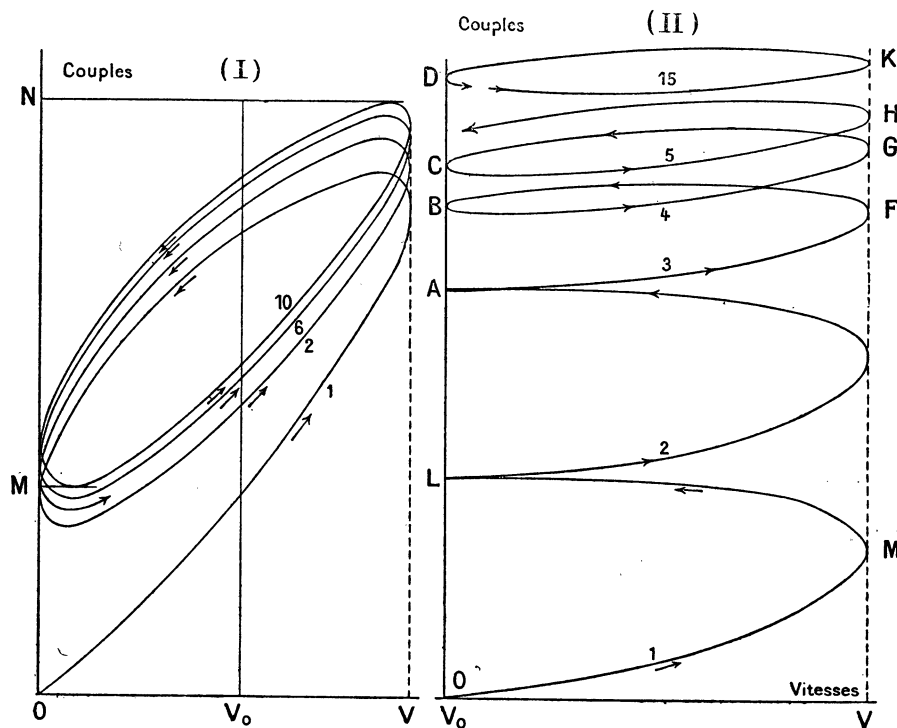 (I)
Couples
N
10
6
2
1
M
O
V₀
V
Couples
(II)
D
K
15
H
G
C
5
B
4
F
3
A
2
L
M
1
O
Vitesses
V₀
V